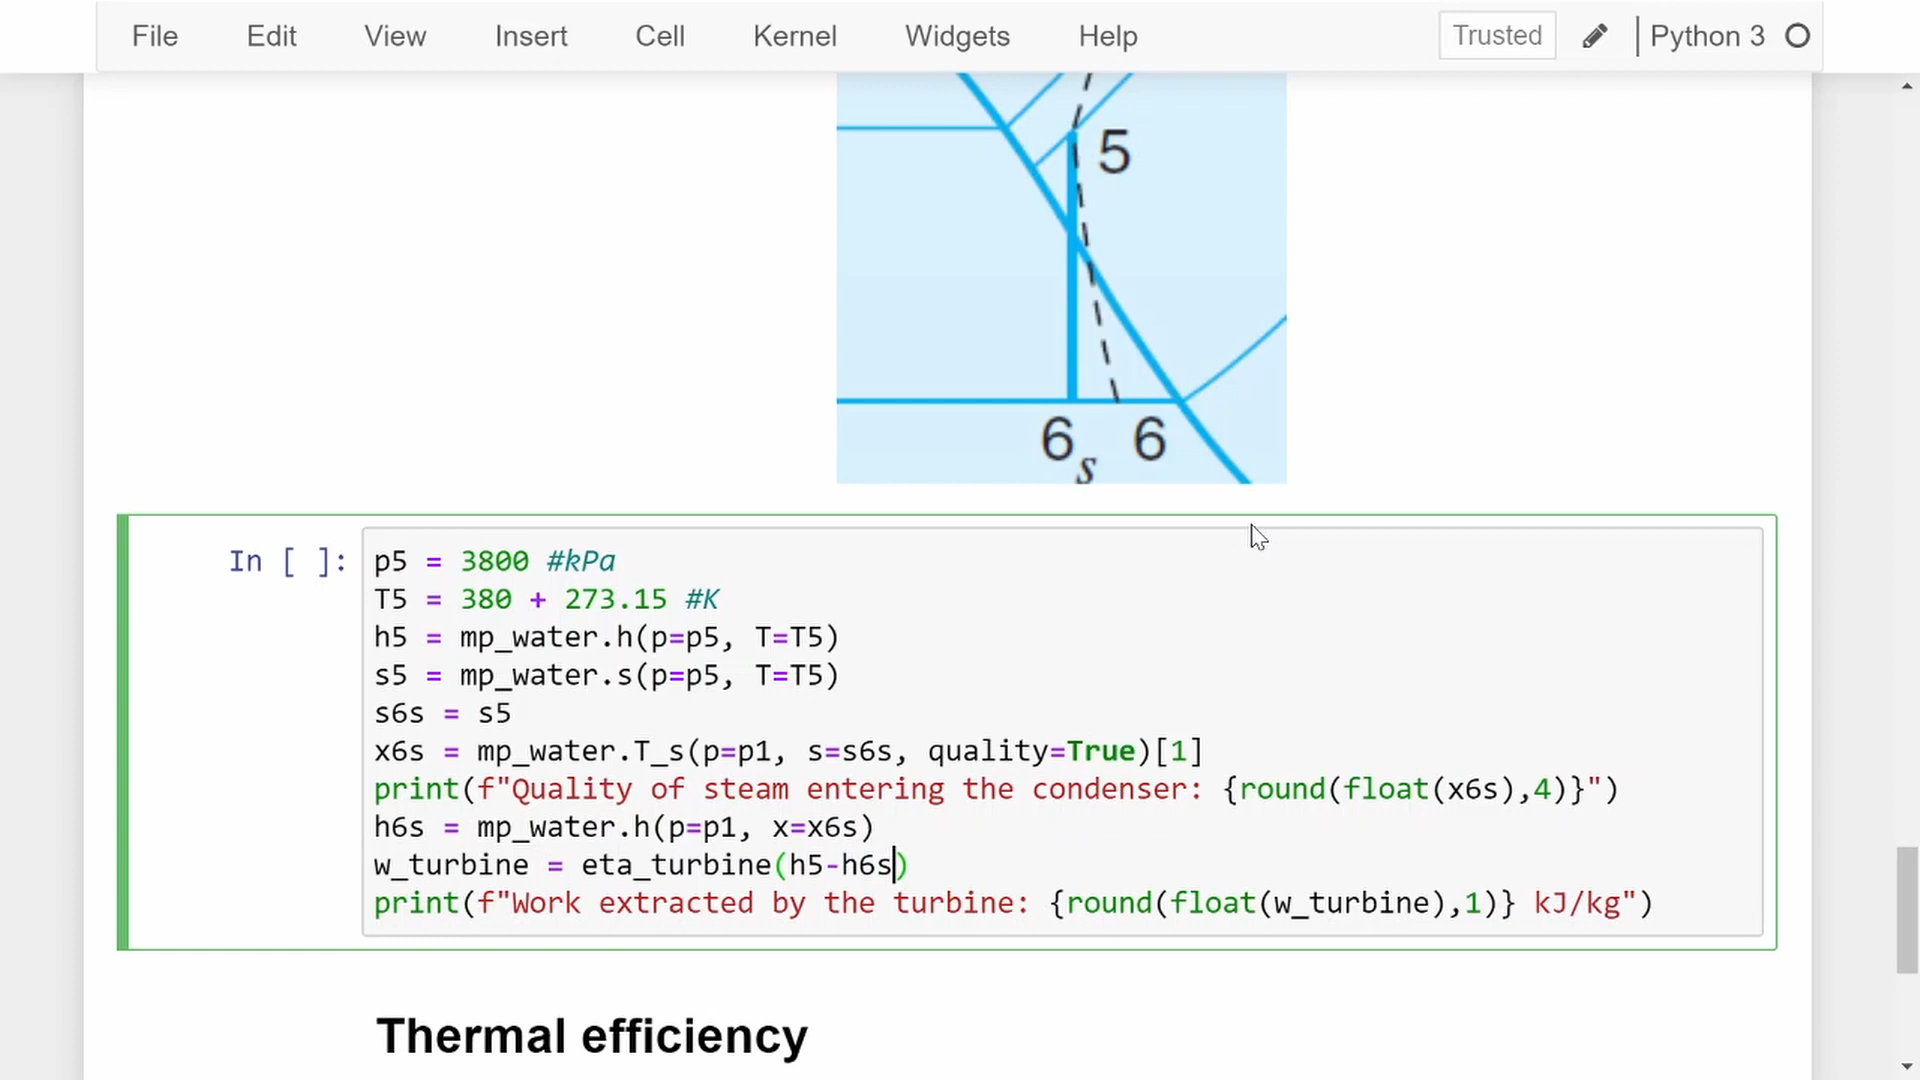 File Edit View Insert Cell Kernel Widgets Help Trusted Python 3
5
6s 6
In [ ]:
p5 = 3800 #kPa
T5 = 380 + 273.15 #K
h5 = mp_water.h(p=p5, T=T5)
s5 = mp_water.s(p=p5, T=T5)
s6s = s5
x6s = mp_water.T_s(p=p1, s=s6s, quality=True)[1]
print(f"Quality of steam entering the condenser: {round(float(x6s),4)}")
h6s = mp_water.h(p=p1, x=x6s)
w_turbine = eta_turbine(h5-h6s)
print(f"Work extracted by the turbine: {round(float(w_turbine),1)} kJ/kg")
Thermal efficiency